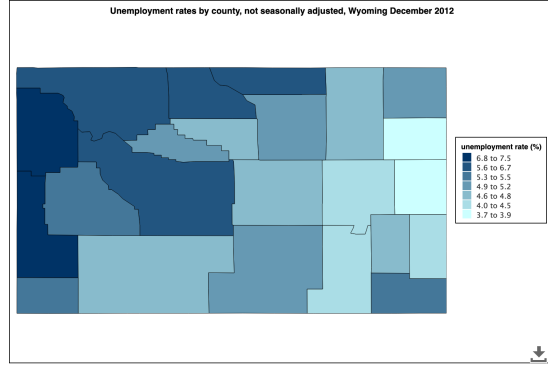 Unemployment rates by county, not seasonally adjusted, Wyoming December 2012
unemployment rate (%)
6.8 to 7.5
5.6 to 6.7
5.3 to 5.5
4.9 to 5.2
4.6 to 4.8
4.0 to 4.5
3.7 to 3.9